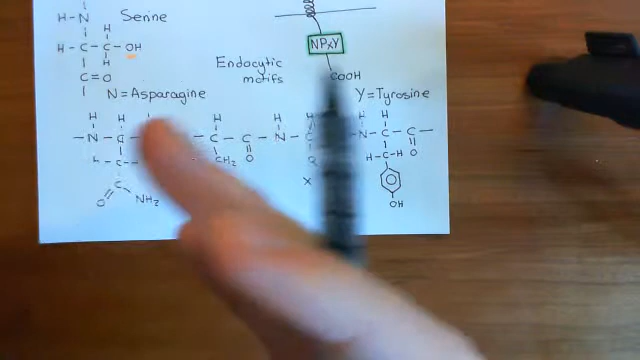 H-N Serine
H
H-C-C-OH
H
C=O
NPxY
Endocytic
motifs
COOH
N=Asparagine
Y=Tyrosine
H H H H H H
N C C C N N C C
O CH₂ O H-C-H O
C
O NH₂
X
OH